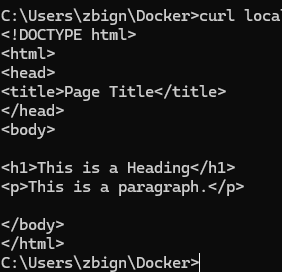 C:\Users\zbign\Docker>curl loca
<!DOCTYPE html>
<html>
<head>
<title>Page Title</title>
</head>
<body>
<h1>This is a Heading</h1>
<p>This is a paragraph.</p>
</body>
</html>
C:\Users\zbign\Docker>